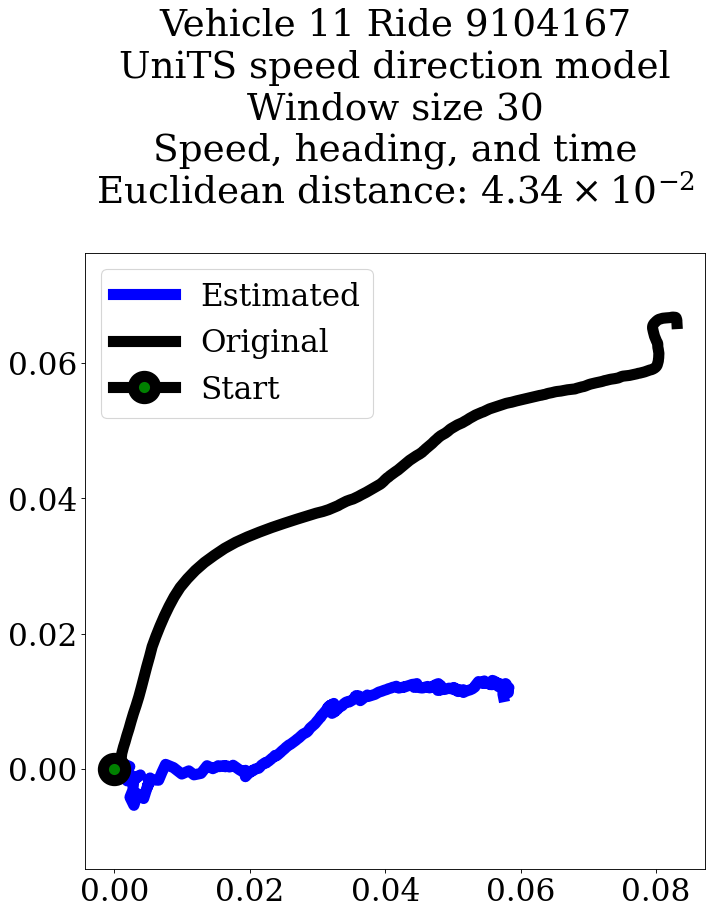 Vehicle 11 Ride 9104167
UniTS speed direction model
Window size 30
Speed, heading, and time
Euclidean distance: 4.34 × 10⁻²
Estimated
Original
Start
0.06
0.04
0.02
0.00
0.00 0.02 0.04 0.06 0.08